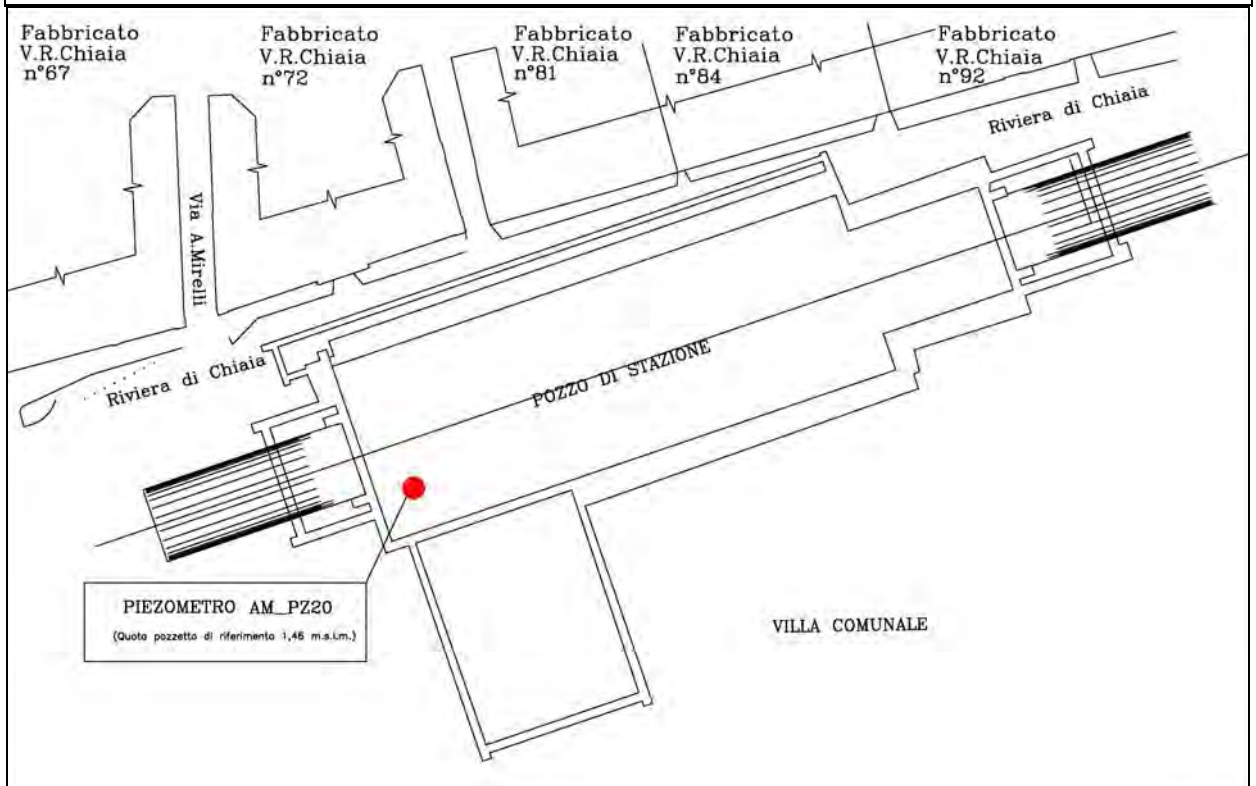 Fabbricato
V.R.Chiaia
n°67
Fabbricato
V.R.Chiaia
n°72
Fabbricato
V.R.Chiaia
n°81
Fabbricato
V.R.Chiaia
n°84
Fabbricato
V.R.Chiaia
n°92
Riviera di Chiaia
Via A.Mirelli
Riviera di Chiaia
POZZO DI STAZIONE
PIEZOMETRO AM_PZ20
(Quota pozzetto di riferimento 1,46 m.s.l.m.)
VILLA COMUNALE